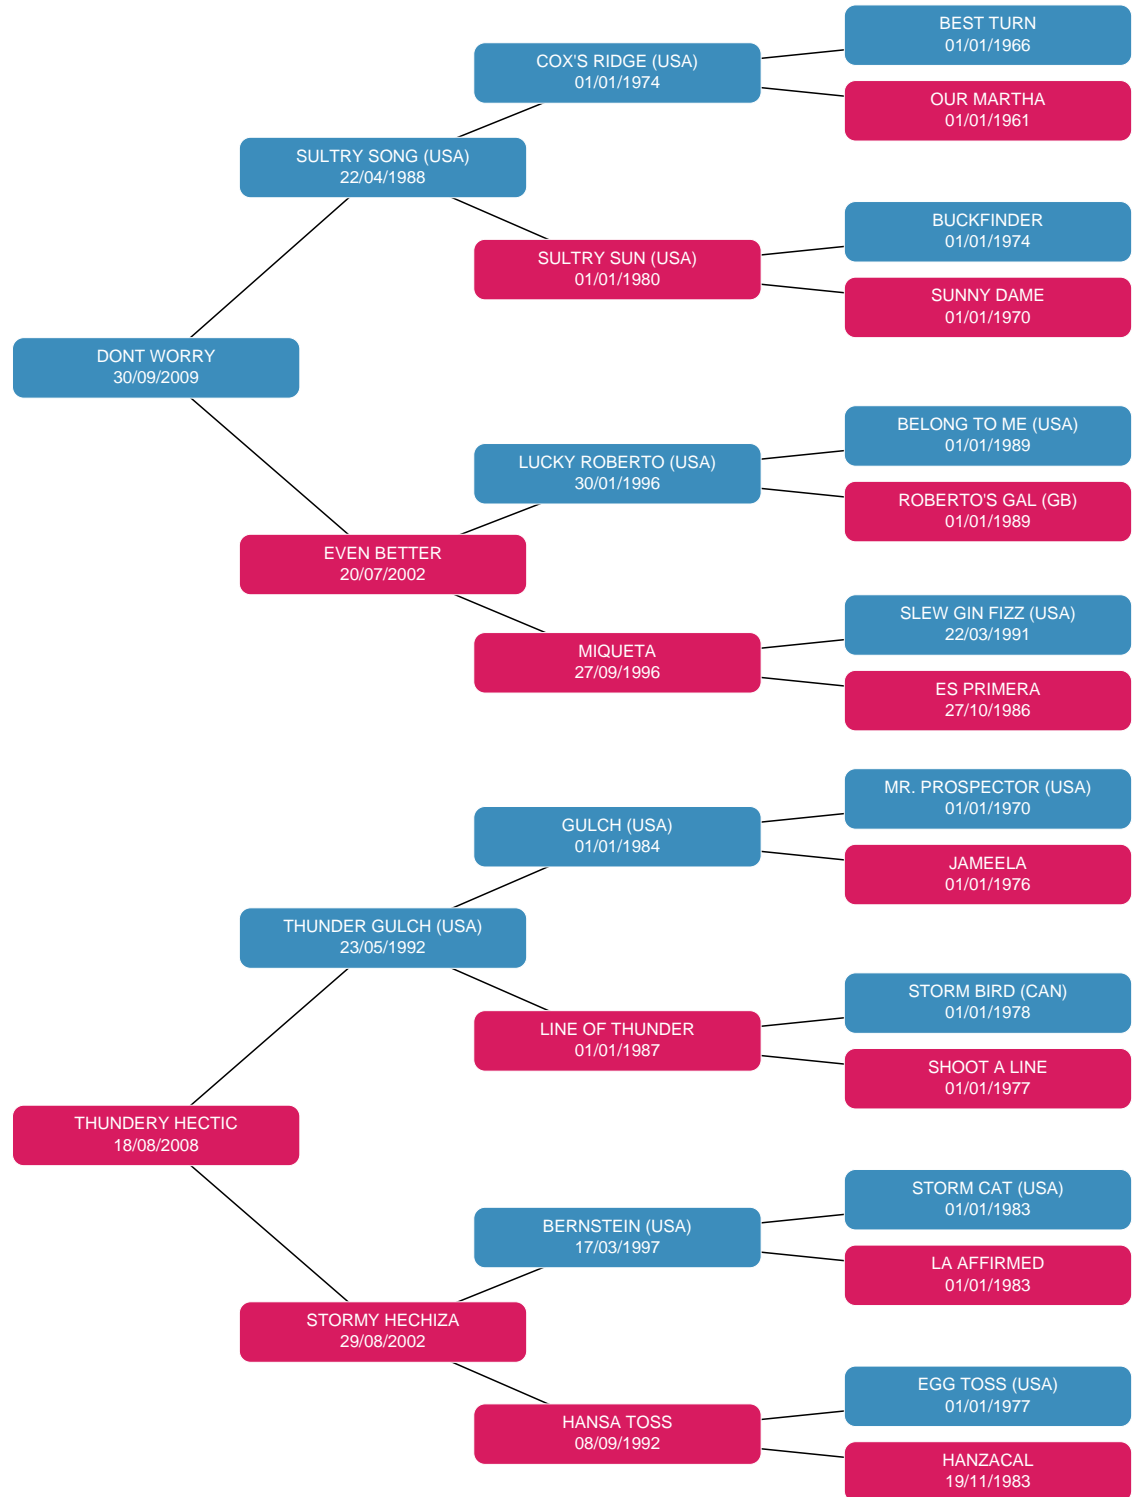 BEST TURN
01/01/1966
COX'S RIDGE (USA)
01/01/1974
OUR MARTHA
01/01/1961
SULTRY SONG (USA)
22/04/1988
BUCKFINDER
01/01/1974
SULTRY SUN (USA)
01/01/1980
SUNNY DAME
01/01/1970
DONT WORRY
30/09/2009
BELONG TO ME (USA)
01/01/1989
LUCKY ROBERTO (USA)
30/01/1996
ROBERTO'S GAL (GB)
01/01/1989
EVEN BETTER
20/07/2002
SLEW GIN FIZZ (USA)
22/03/1991
MIQUETA
27/09/1996
ES PRIMERA
27/10/1986
MR. PROSPECTOR (USA)
01/01/1970
GULCH (USA)
01/01/1984
JAMEELA
01/01/1976
THUNDER GULCH (USA)
23/05/1992
STORM BIRD (CAN)
01/01/1978
LINE OF THUNDER
01/01/1987
SHOOT A LINE
01/01/1977
THUNDERY HECTIC
18/08/2008
STORM CAT (USA)
01/01/1983
BERNSTEIN (USA)
17/03/1997
LA AFFIRMED
01/01/1983
STORMY HECHIZA
29/08/2002
EGG TOSS (USA)
01/01/1977
HANSA TOSS
08/09/1992
HANZACAL
19/11/1983